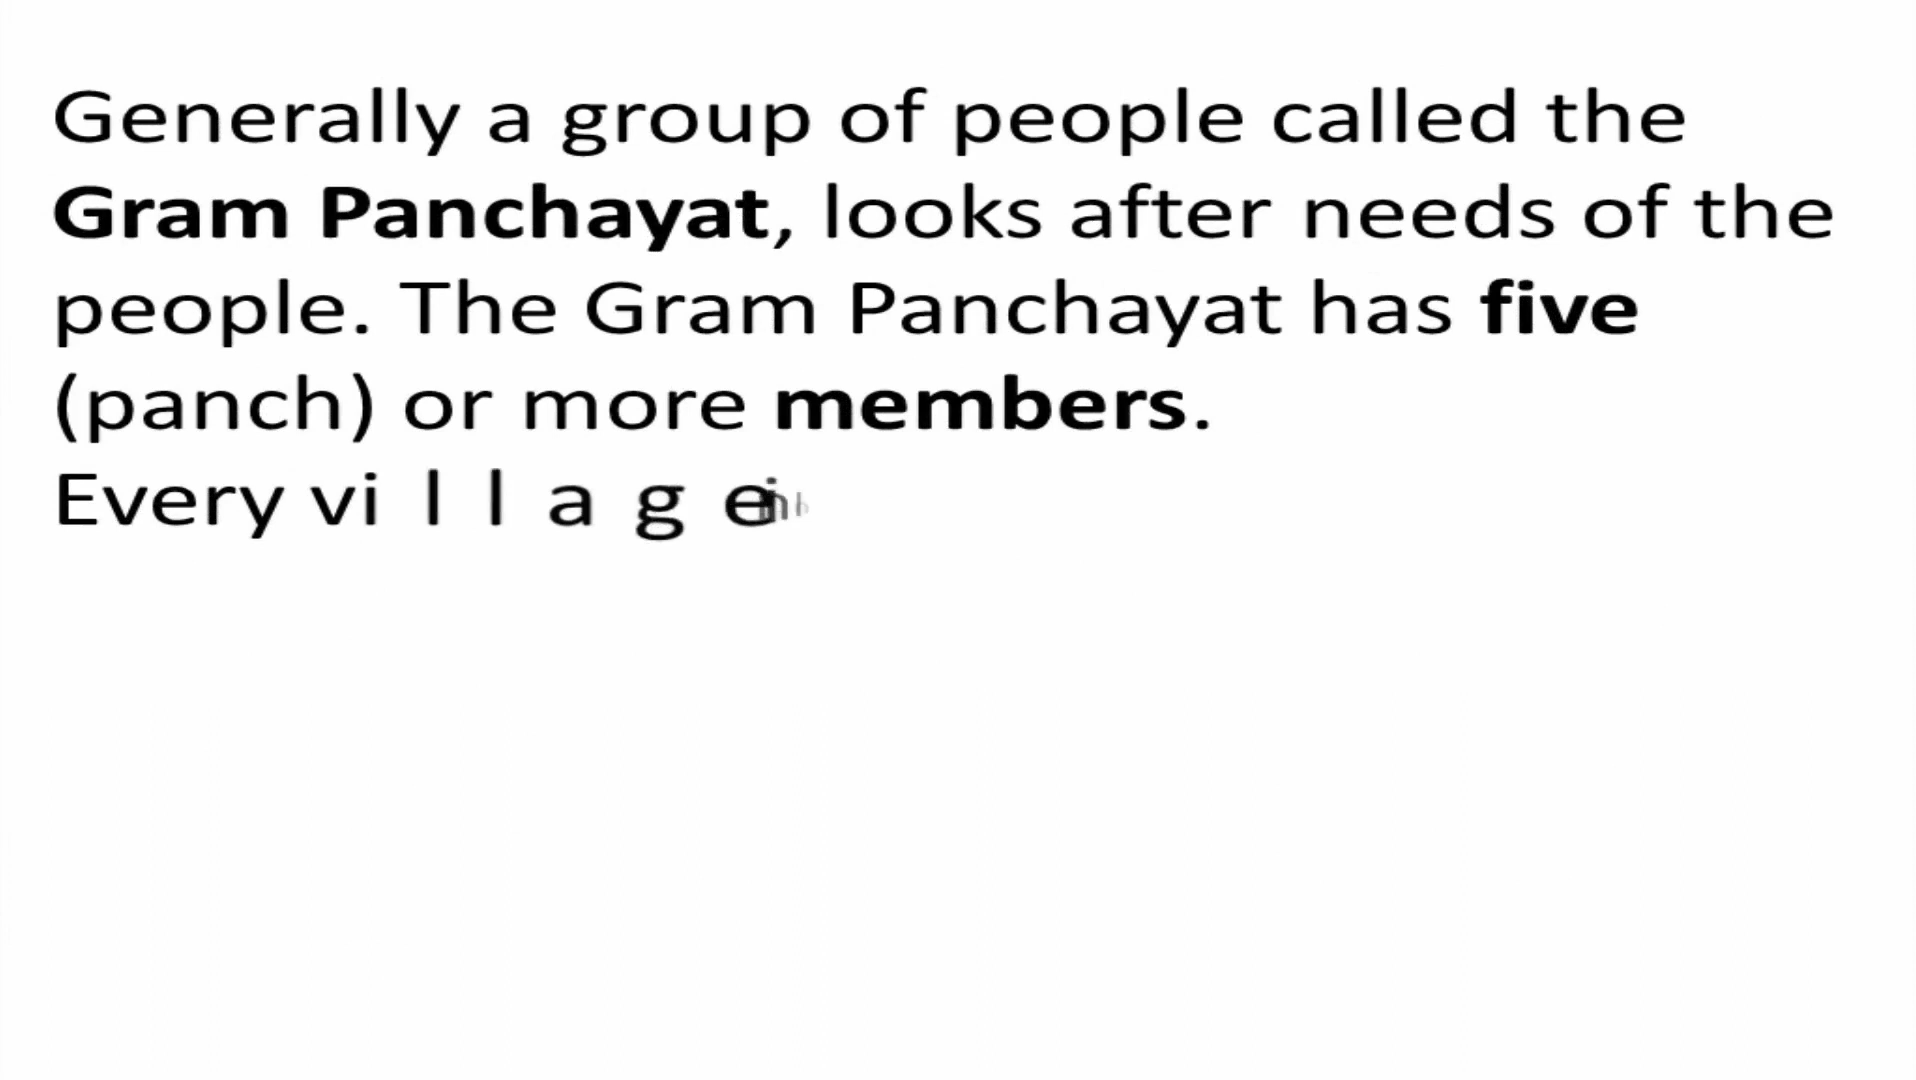 Generally a group of people called the
Gram Panchayat, looks after needs of the
people. The Gram Panchayat has five
(panch) or more members.
Every village